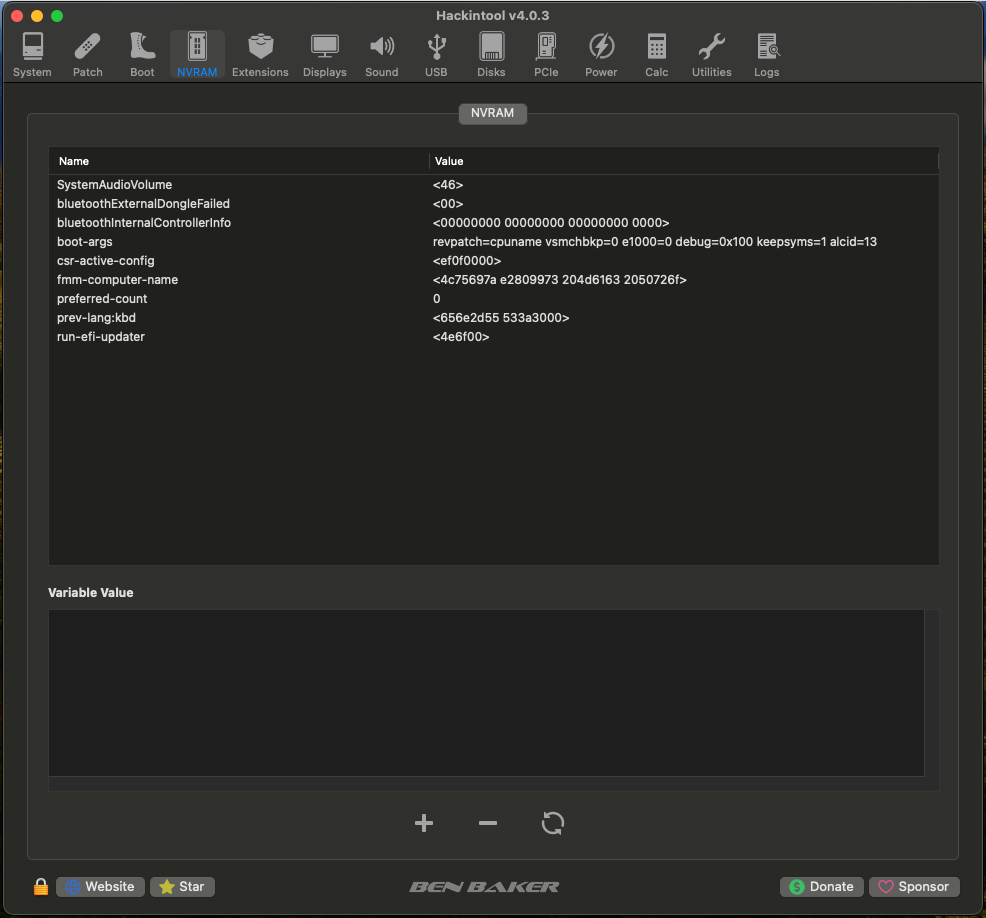 Hackintool v4.0.3
System Patch Boot NVRAM Extensions Displays Sound USB Disks PCIe Power Calc Utilities Logs
NVRAM
Name Value
SystemAudioVolume <46>
bluetoothExternalDongleFailed <00>
bluetoothInternalControllerInfo <00000000 00000000 00000000 0000>
boot-args revpatch=cpuname vsmchbkp=0 e1000=0 debug=0x100 keepsyms=1 alcid=13
csr-active-config <ef0f0000>
fmm-computer-name <4c75697a e2809973 204d6163 2050726f>
preferred-count 0
prev-lang:kbd <656e2d55 533a3000>
run-efi-updater <4e6f00>
Variable Value
Website Star BEN BAKER Donate Sponsor